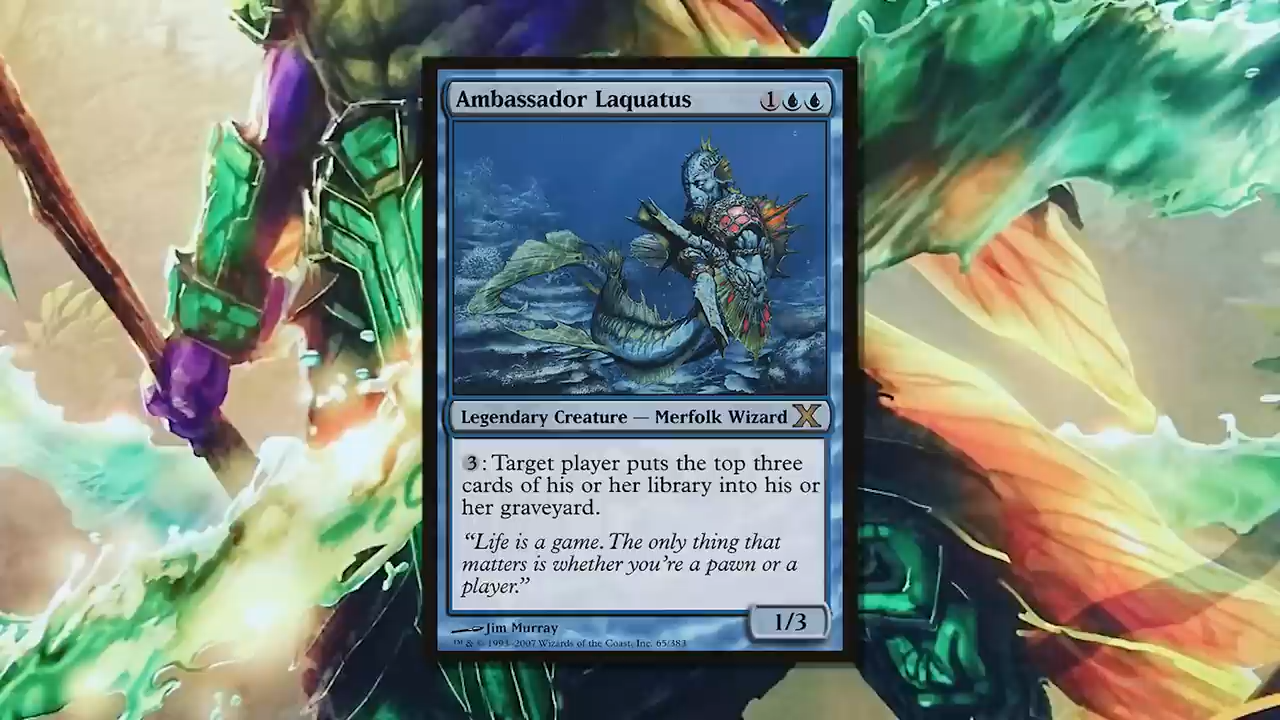 Ambassador Laquatus 1
Legendary Creature — Merfolk Wizard X
3: Target player puts the top three
cards of his or her library into his or
her graveyard.
“Life is a game. The only thing that
matters is whether you’re a pawn or a
player.”
1/3
Jim Murray
™ & © 1993-2007 Wizards of the Coast, Inc. 65/383